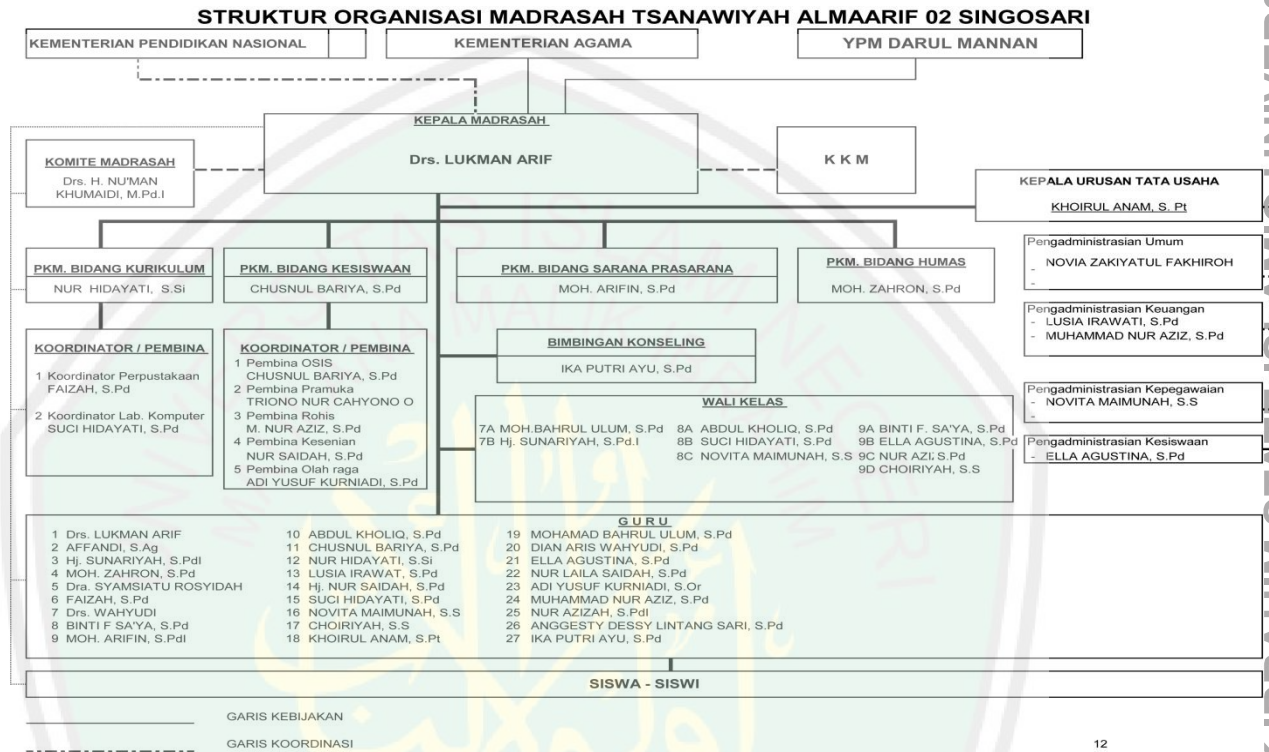 STRUKTUR ORGANISASI MADRASAH TSANAWIYAH ALMAARIF 02 SINGOSARI
KEMENTERIAN PENDIDIKAN NASIONAL
KEMENTERIAN AGAMA
YPM DARUL MANNAN
KEPALA MADRASAH
Drs. LUKMAN ARIF
KOMITE MADRASAH
Drs. H. NU'MAN
KHUMAIDI, M.Pd.I
K K M
KEPALA URUSAN TATA USAHA
KHOIRUL ANAM, S. Pt
PKM. BIDANG KURIKULUM
NUR HIDAYATI, S.Si
PKM. BIDANG KESISWAAN
CHUSNUL BARIYA, S.Pd
PKM. BIDANG SARANA PRASARANA
MOH. ARIFIN, S.Pd
PKM. BIDANG HUMAS
MOH. ZAHRON, S.Pd
Pengadministrasian Umum
- NOVIA ZAKIYATUL FAKHIROH
-
-
Pengadministrasian Keuangan
- LUSIA IRAWATI, S.Pd
- MUHAMMAD NUR AZIZ, S.Pd
Pengadministrasian Kepegawaian
- NOVITA MAIMUNAH, S.S
-
Pengadministrasian Kesiswaan
- ELLA AGUSTINA, S.Pd
KOORDINATOR / PEMBINA
1 Koordinator Perpustakaan
FAIZAH, S.Pd
2 Koordinator Lab. Komputer
SUCI HIDAYATI, S.Pd
KOORDINATOR / PEMBINA
1 Pembina OSIS
CHUSNUL BARIYA, S.Pd
2 Pembina Pramuka
TRIONO NUR CAHYONO O
3 Pembina Rohis
M. NUR AZIZ, S.Pd
4 Pembina Kesenian
NUR SAIDAH, S.Pd
5 Pembina Olah raga
ADI YUSUF KURNIADI, S.Pd
BIMBINGAN KONSELING
IKA PUTRI AYU, S.Pd
WALI KELAS
7A MOH.BAHRUL ULUM, S.Pd
7B Hj. SUNARIYAH, S.Pd.I
8A ABDUL KHOLIQ, S.Pd
8B SUCI HIDAYATI, S.Pd
8C NOVITA MAIMUNAH, S.S
9A BINTI F. SA'YA, S.Pd
9B ELLA AGUSTINA, S.Pd
9C NUR AZI; S.Pd
9D CHOIRIYAH, S.S
G U R U
1 Drs. LUKMAN ARIF
2 AFFANDI, S.Ag
3 Hj. SUNARIYAH, S.PdI
4 MOH. ZAHRON, S.Pd
5 Dra. SYAMSIATU ROSYIDAH
6 FAIZAH, S.Pd
7 Drs. WAHYUDI
8 BINTI F SA'YA, S.Pd
9 MOH. ARIFIN, S.PdI
10 ABDUL KHOLIQ, S.Pd
11 CHUSNUL BARIYA, S.Pd
12 NUR HIDAYATI, S.Si
13 LUSIA IRAWAT, S.Pd
14 Hj. NUR SAIDAH, S.Pd
15 SUCI HIDAYATI, S.Pd
16 NOVITA MAIMUNAH, S.S
17 CHOIRIYAH, S.S
18 KHOIRUL ANAM, S.Pt
19 MOHAMAD BAHRUL ULUM, S.Pd
20 DIAN ARIS WAHYUDI, S.Pd
21 ELLA AGUSTINA, S.Pd
22 NUR LAILA SAIDAH, S.Pd
23 ADI YUSUF KURNIADI, S.Or
24 MUHAMMAD NUR AZIZ, S.Pd
25 NUR AZIZAH, S.PdI
26 ANGGESTY DESSY LINTANG SARI, S.Pd
27 IKA PUTRI AYU, S.Pd
SISWA - SISWI
GARIS KEBIJAKAN
GARIS KOORDINASI
12